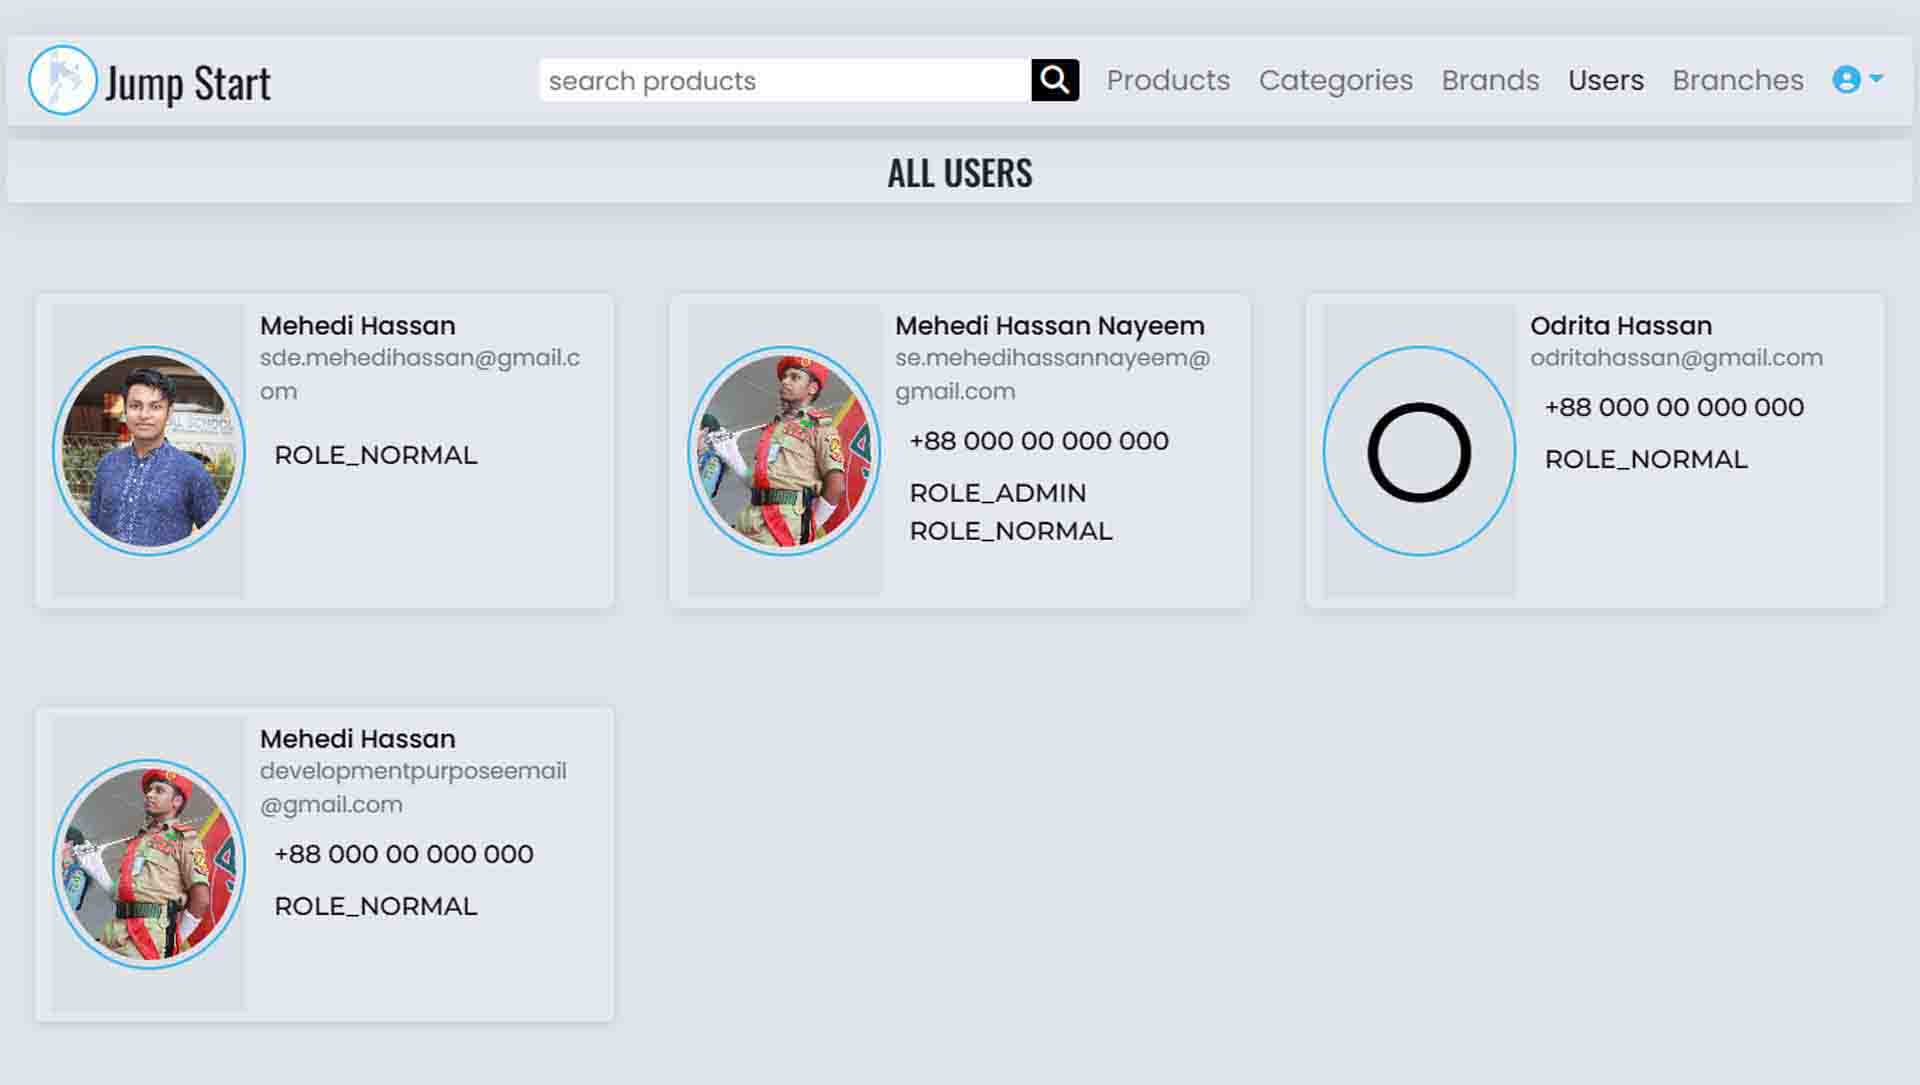 Jump Start
search products
Products Categories Brands Users Branches
ALL USERS
Mehedi Hassan
sde.mehedihassan@gmail.c
om
ROLE_NORMAL
Mehedi Hassan Nayeem
se.mehedihassannayeem@
gmail.com
+88 000 00 000 000
ROLE_ADMIN
ROLE_NORMAL
O
Odrita Hassan
odritahassan@gmail.com
+88 000 00 000 000
ROLE_NORMAL
Mehedi Hassan
developmentpurposeemail
@gmail.com
+88 000 00 000 000
ROLE_NORMAL